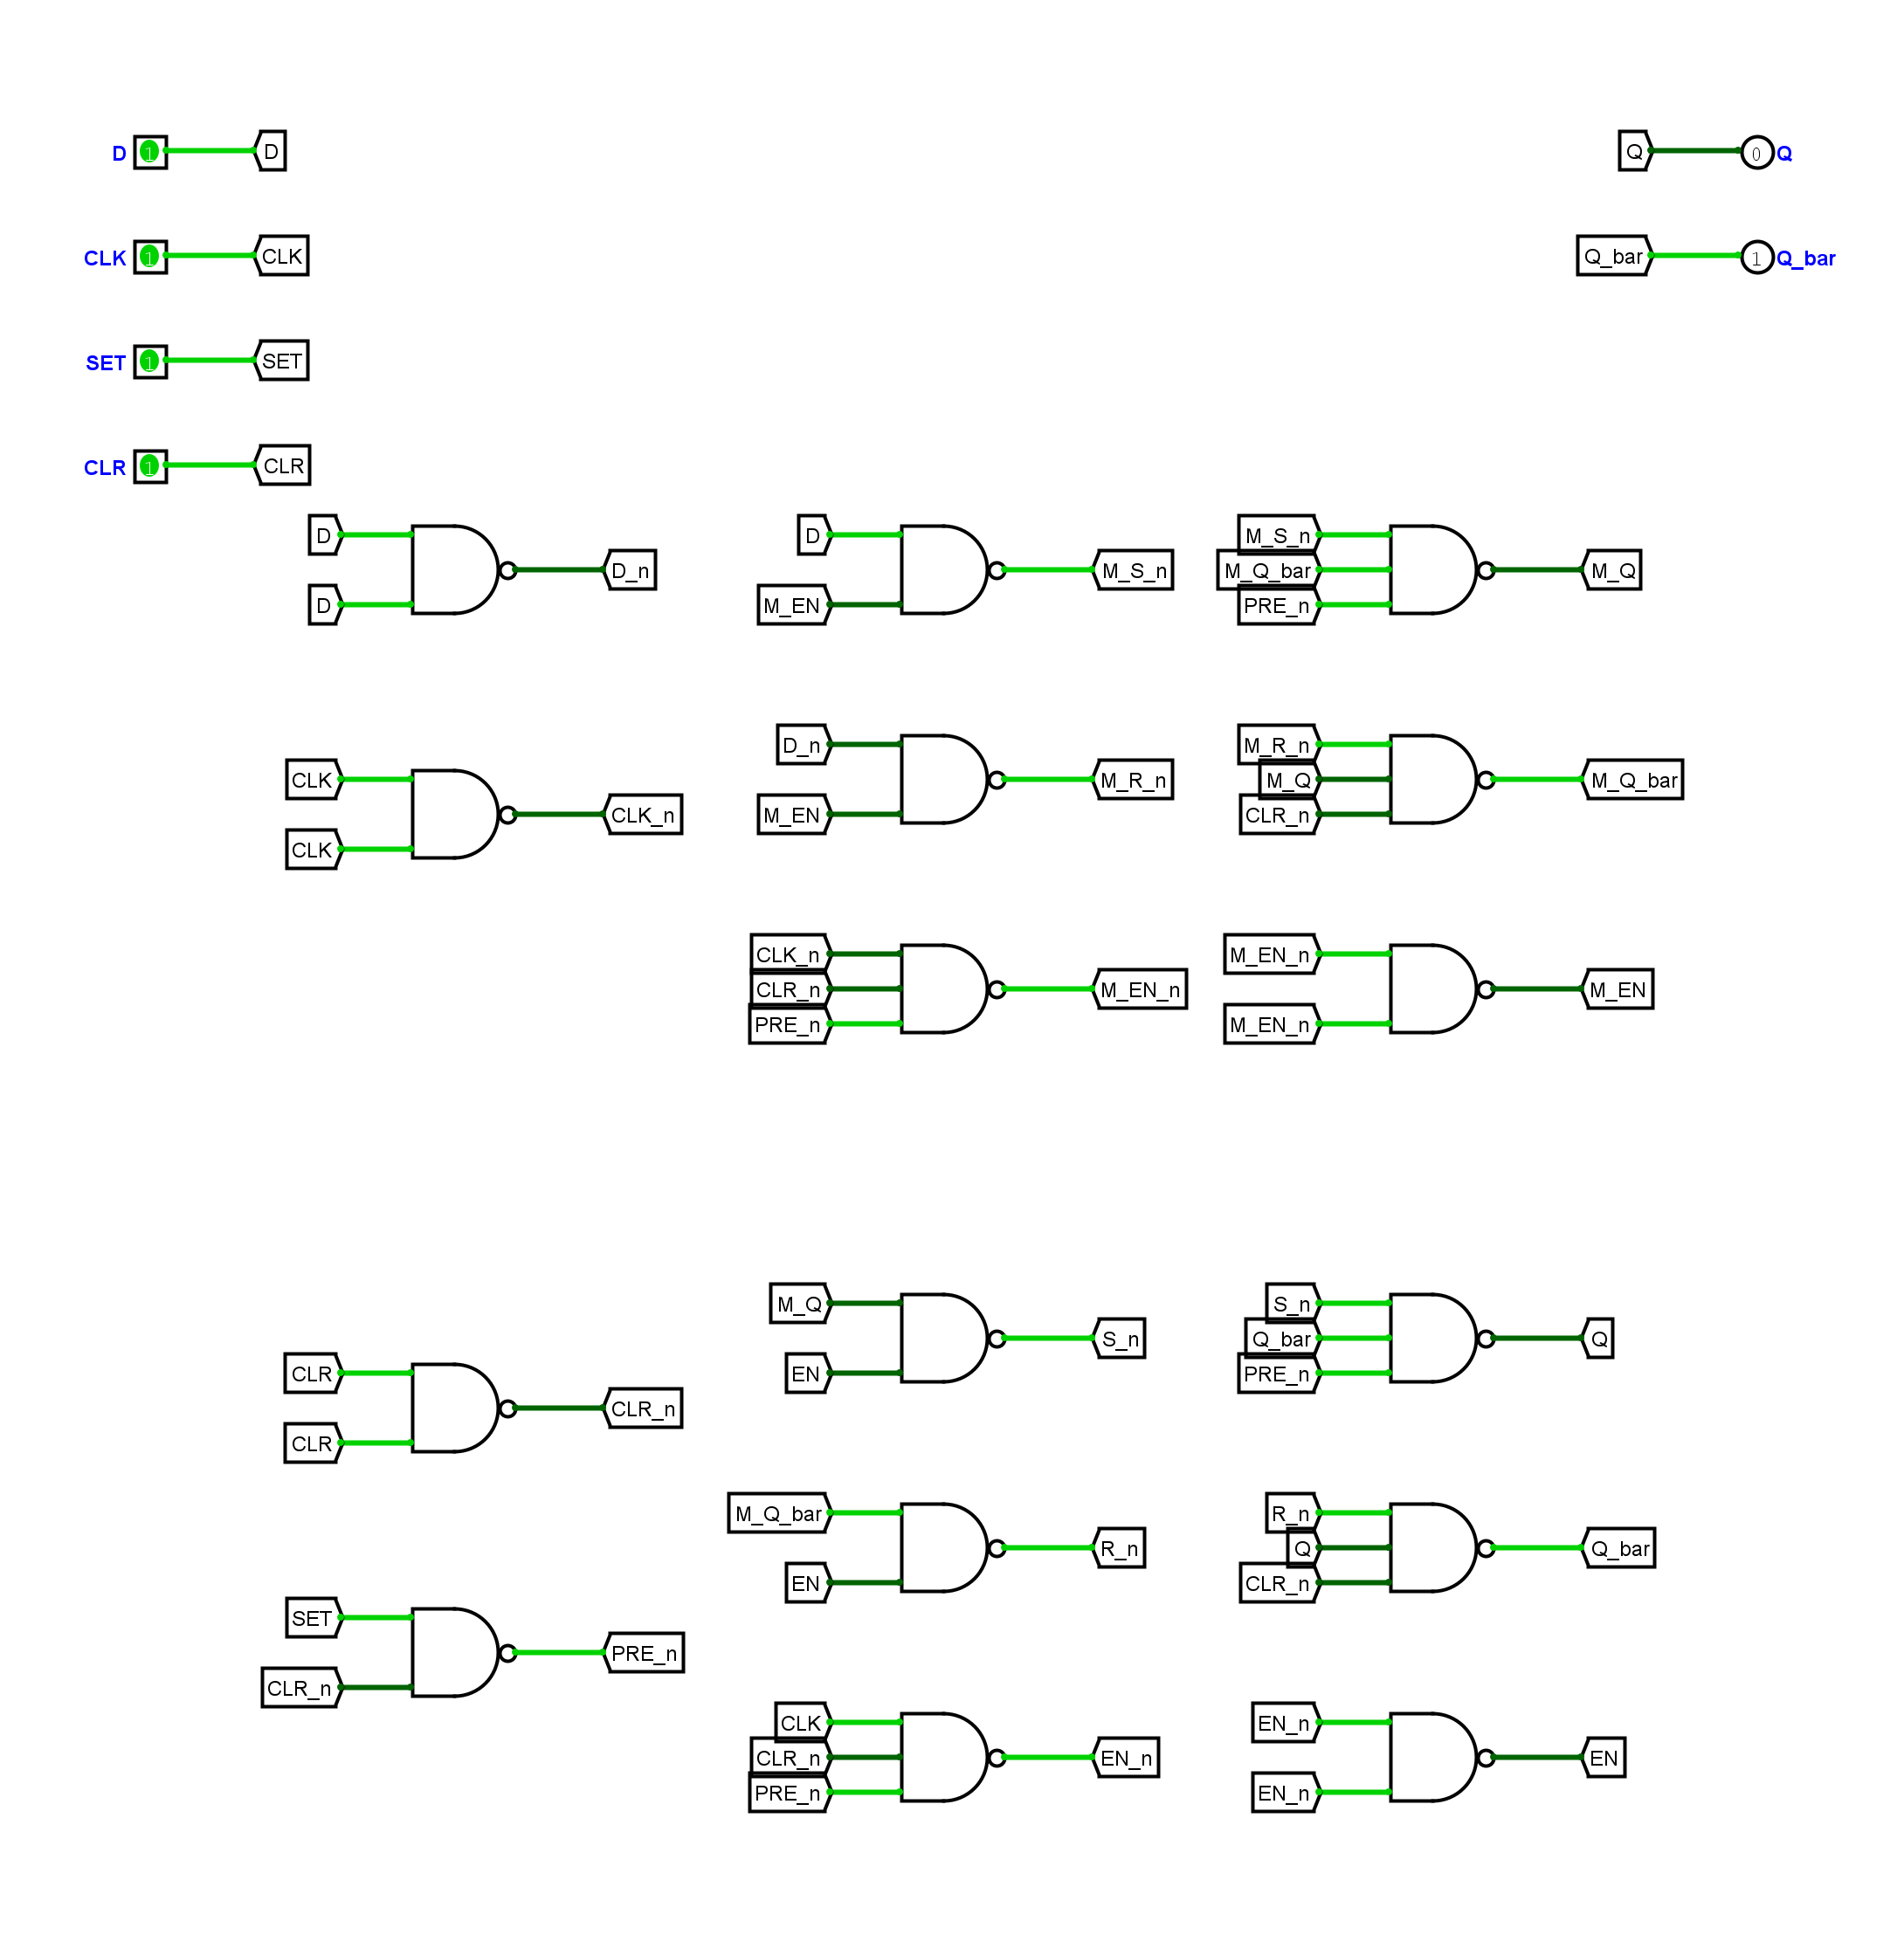 D 1 D
Q 0 Q
CLK 1 CLK
Q_bar 1 Q_bar
SET 1 SET
CLR 1 CLR
D
D
D_n
D
M_EN
M_S_n
M_S_n
M_Q_bar
PRE_n
M_Q
CLK
CLK
CLK_n
D_n
M_EN
M_R_n
M_R_n
M_Q
CLR_n
M_Q_bar
CLK_n
CLR_n
PRE_n
M_EN_n
M_EN_n
M_EN_n
M_EN
CLR
CLR
CLR_n
M_Q
EN
S_n
S_n
Q_bar
PRE_n
Q
M_Q_bar
EN
R_n
R_n
Q
CLR_n
Q_bar
SET
CLR_n
PRE_n
CLK
CLR_n
PRE_n
EN_n
EN_n
EN_n
EN